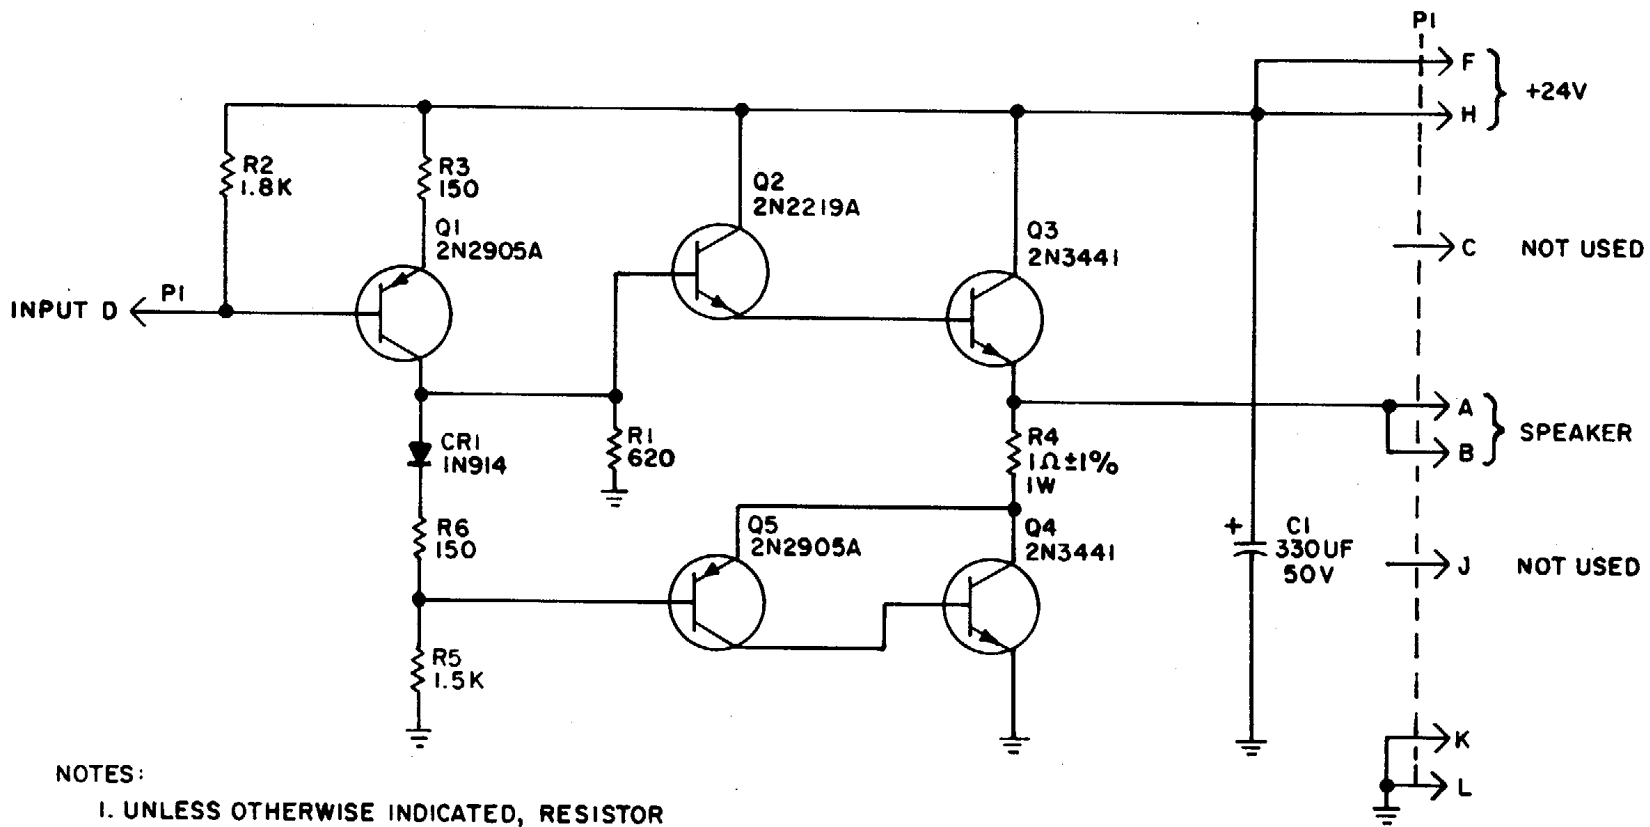 P1
F
+24V
H
R2
1.8K
R3
150
Q1
2N2905A
Q2
2N2219A
Q3
2N3441
C NOT USED
INPUT D
P1
A
SPEAKER
B
CR1
1N914
R1
620
R4
1Ω±1%
1W
R6
150
Q5
2N2905A
Q4
2N3441
+
C1
330UF
50V
J NOT USED
R5
1.5K
K
L
NOTES:
1. UNLESS OTHERWISE INDICATED, RESISTOR